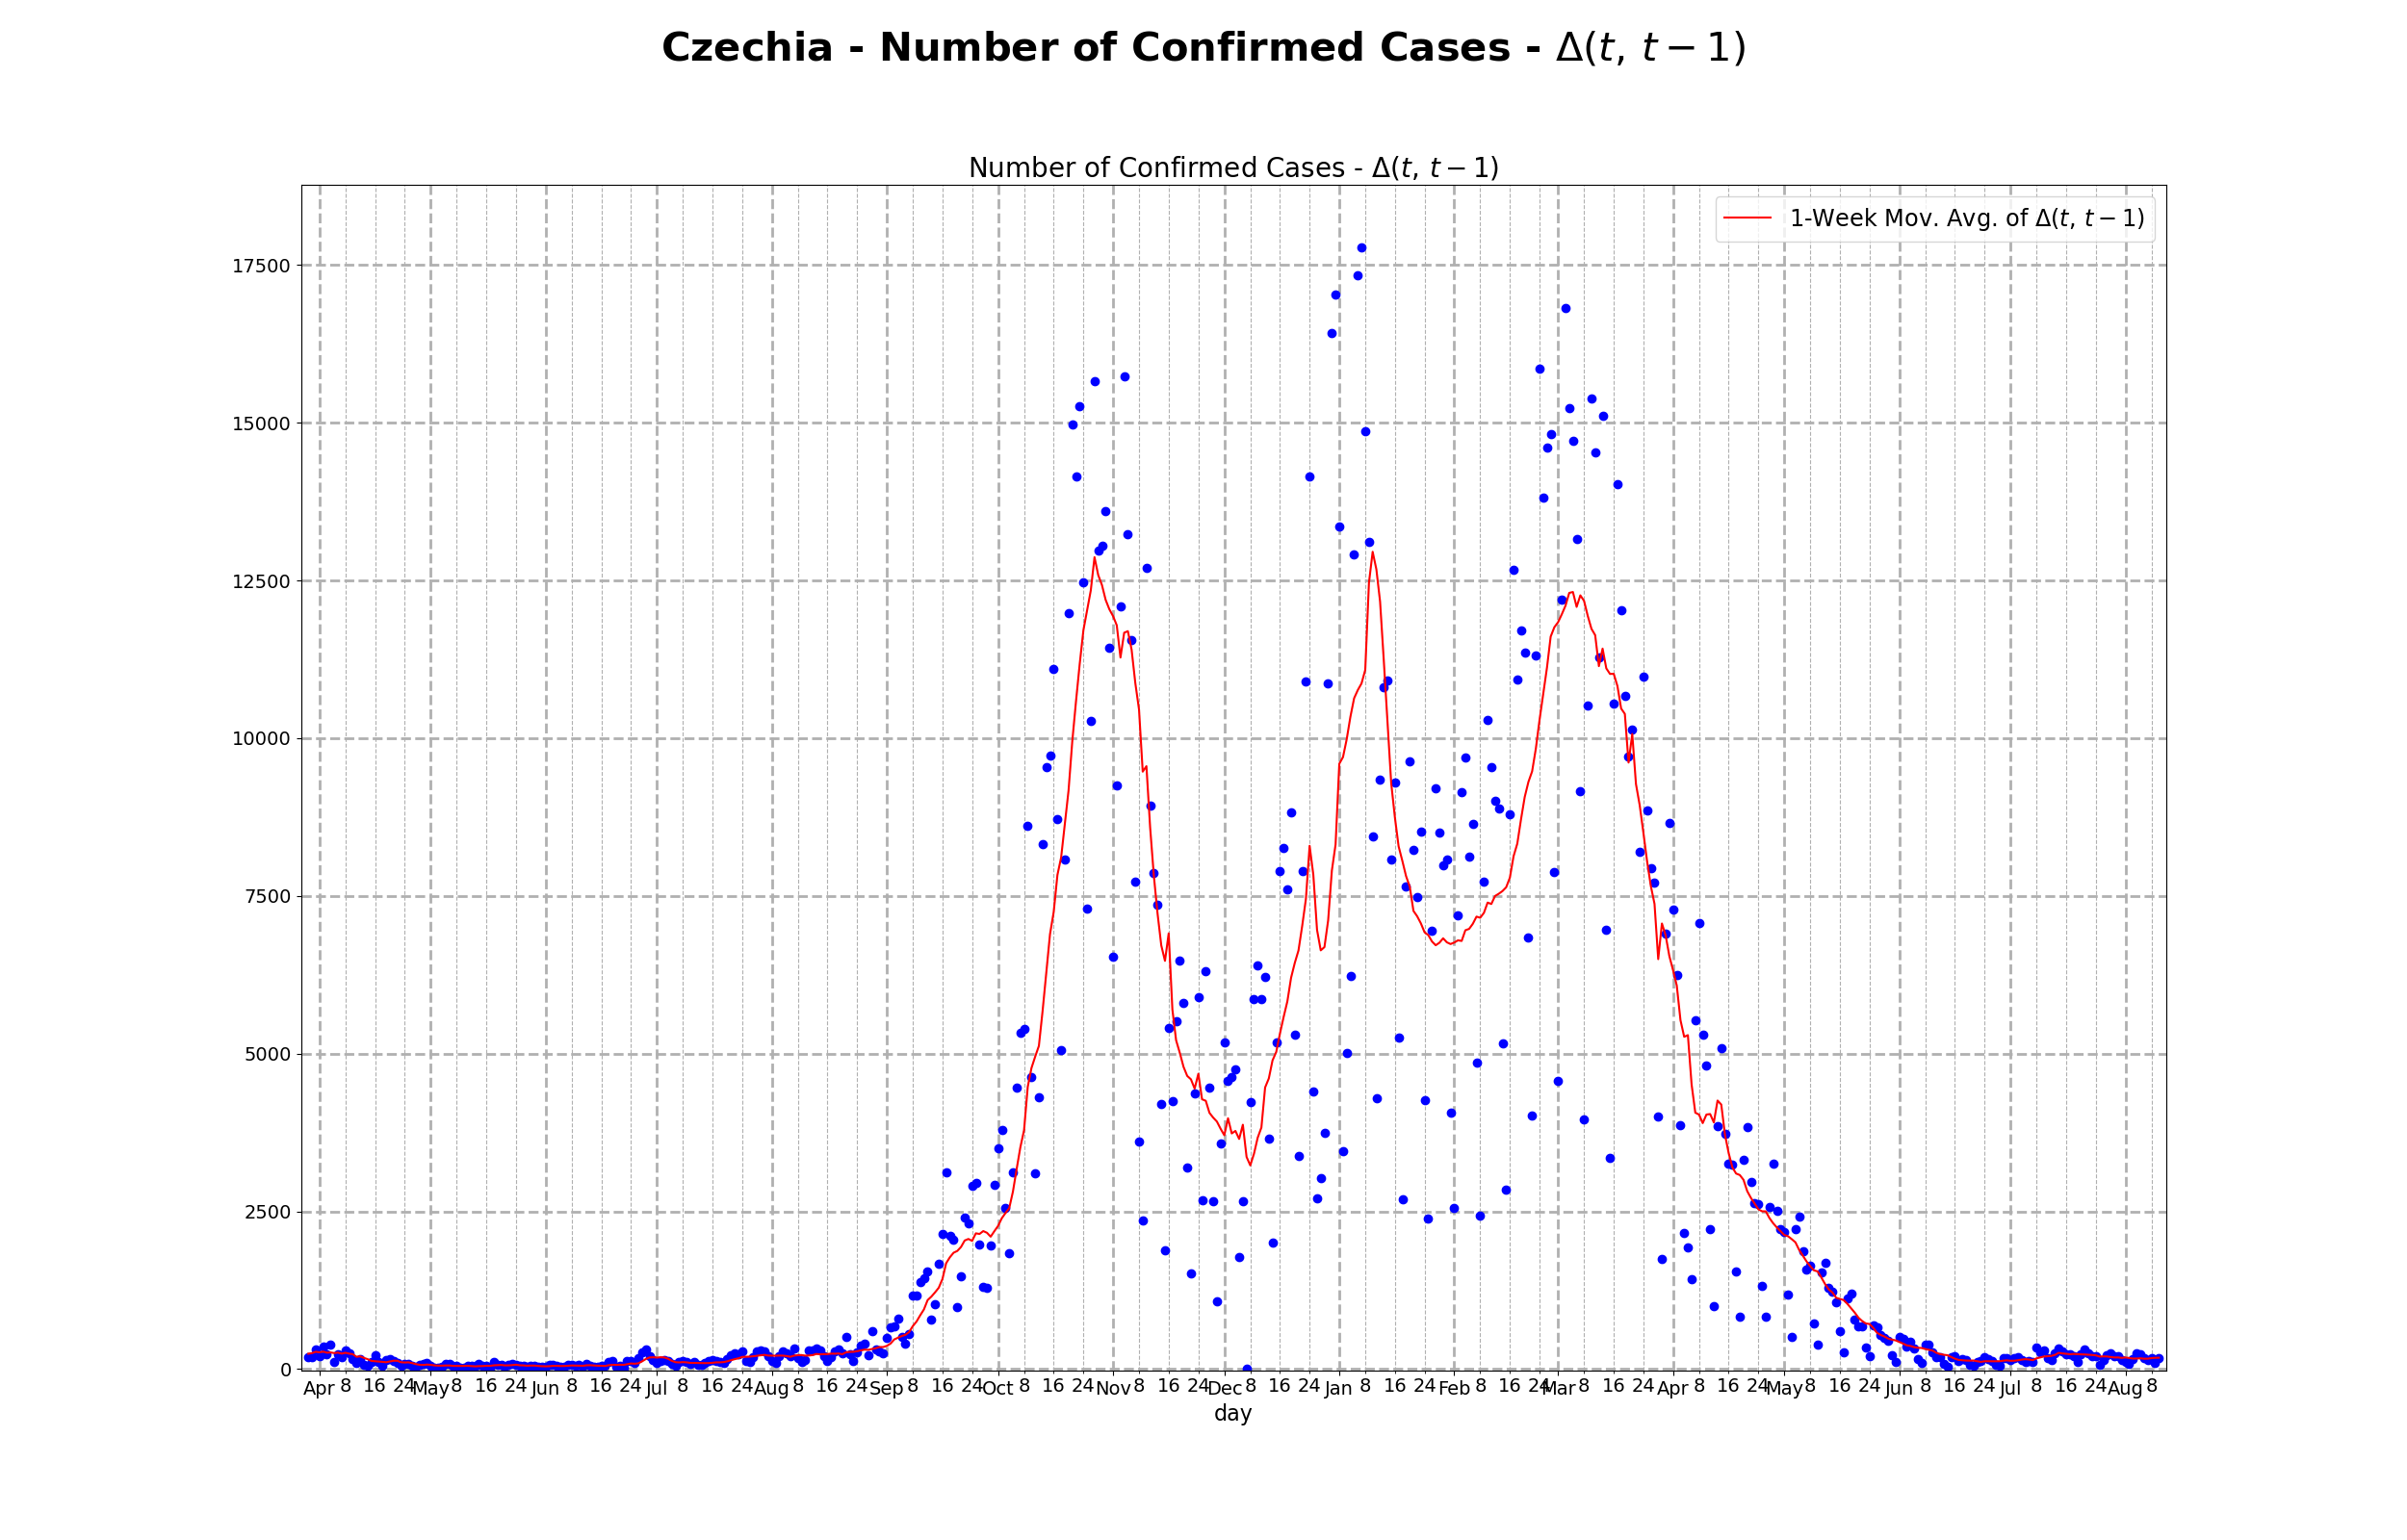 Czechia - Number of Confirmed Cases - Δ(t, t − 1)
Number of Confirmed Cases - Δ(t, t − 1)
1-Week Mov. Avg. of Δ(t, t − 1)
17500
15000
12500
10000
7500
5000
2500
0
Apr 8 16 24 May 8 16 24 Jun 8 16 24 Jul 8 16 24 Aug 8 16 24 Sep 8 16 24 Oct 8 16 24 Nov 8 16 24 Dec 8 16 24 Jan 8 16 24 Feb 8 16 24 Mar 8 16 24 Apr 8 16 24 May 8 16 24 Jun 8 16 24 Jul 8 16 24 Aug 8
day